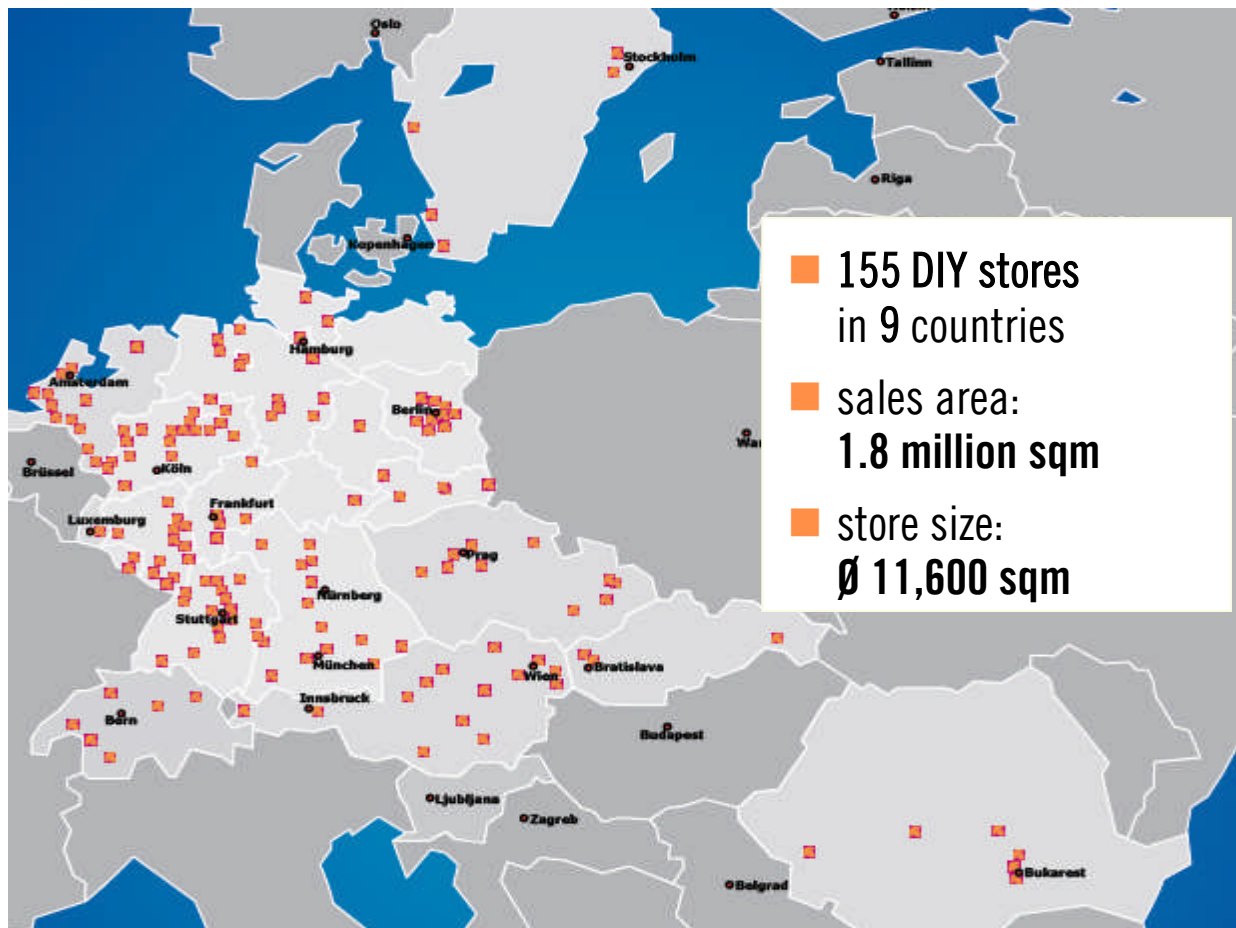 Oslo
Stockholm
Tallinn
Riga
Kopenhagen
Hamburg
Amsterdam
Berlin
Brüssel
Köln
Frankfurt
Luxemburg
Prag
Nürnberg
Stuttgart
München
Wien
Bratislava
Innsbruck
Bern
Budapest
Ljubljana
Zagreb
Belgrad
Bukarest
155 DIY stores
in 9 countries
sales area:
1.8 million sqm
store size:
Ø 11,600 sqm